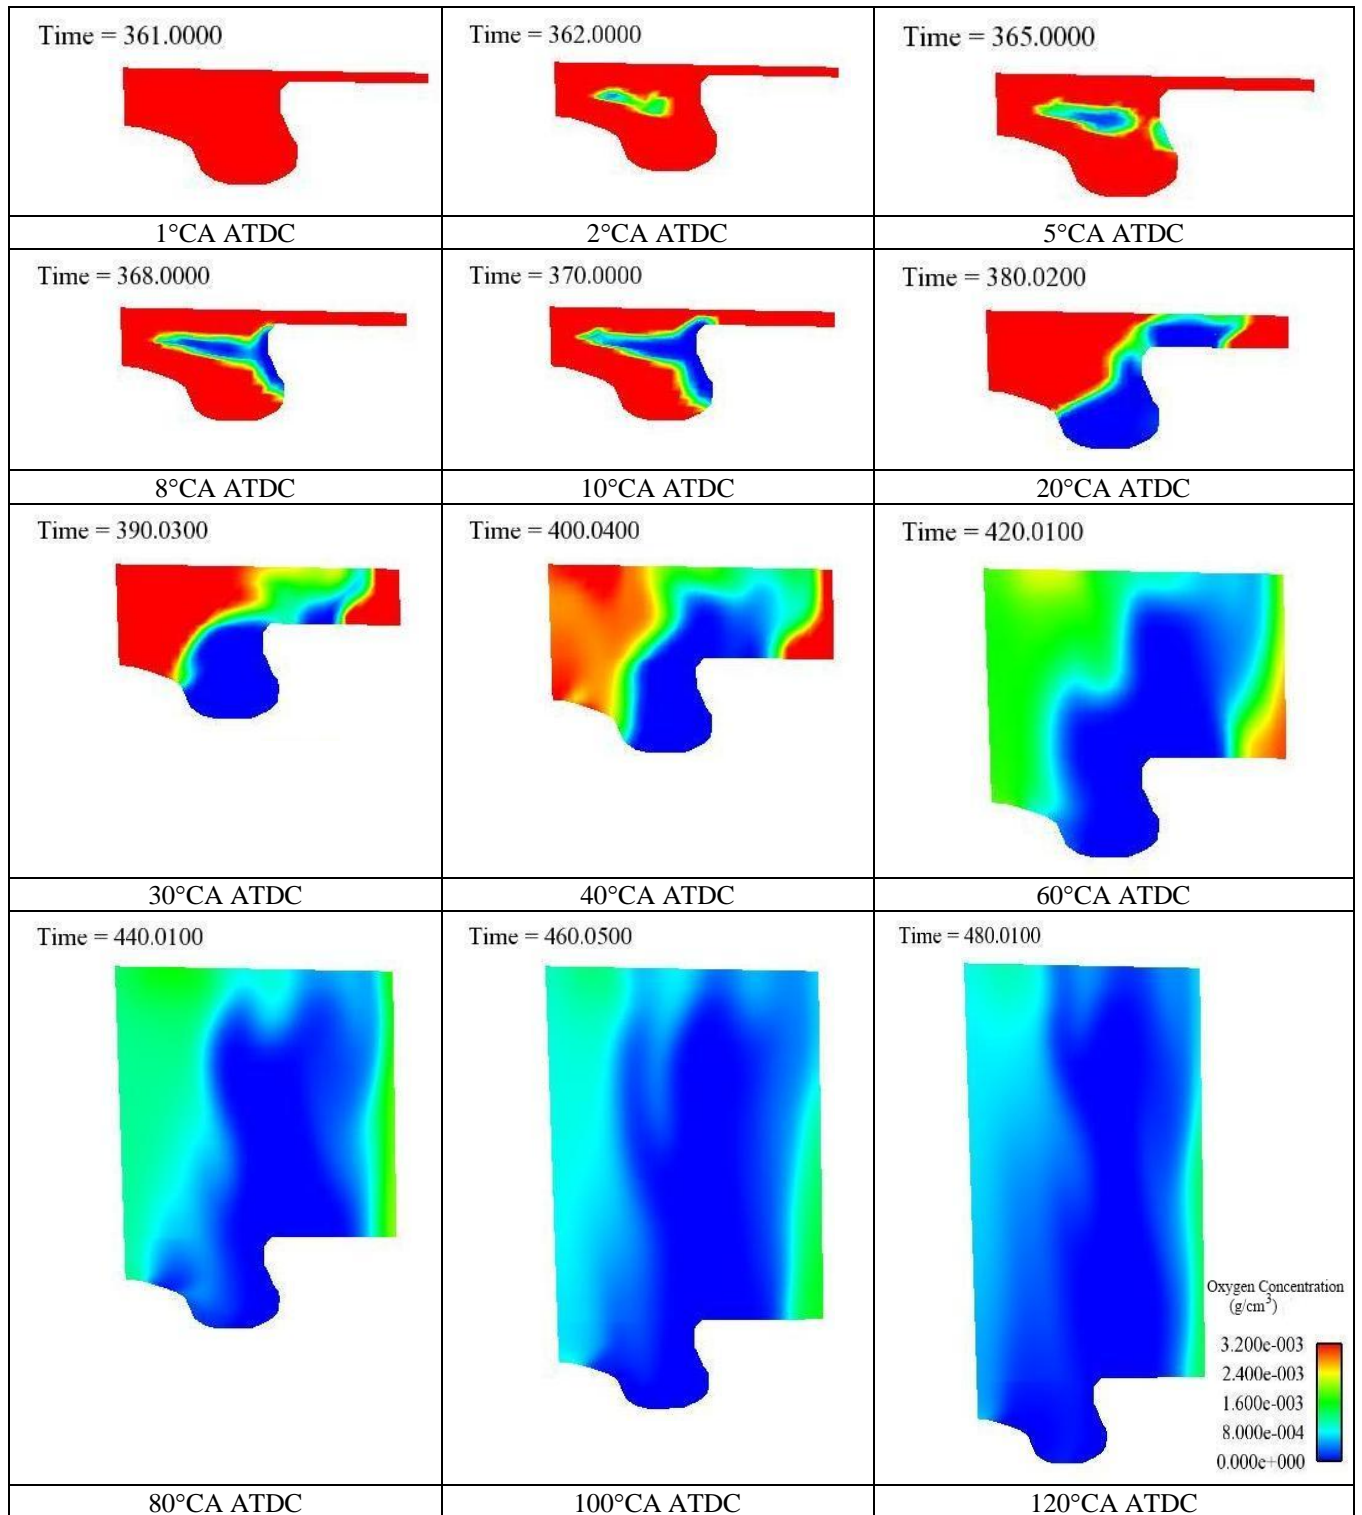 Time = 361.0000
Time = 362.0000
Time = 365.0000
1°CA ATDC
2°CA ATDC
5°CA ATDC
Time = 368.0000
Time = 370.0000
Time = 380.0200
8°CA ATDC
10°CA ATDC
20°CA ATDC
Time = 390.0300
Time = 400.0400
Time = 420.0100
30°CA ATDC
40°CA ATDC
60°CA ATDC
Time = 440.0100
Time = 460.0500
Time = 480.0100
Oxygen Concentration
(g/cm³)
3.200e-003
2.400e-003
1.600e-003
8.000e-004
0.000e+000
80°CA ATDC
100°CA ATDC
120°CA ATDC